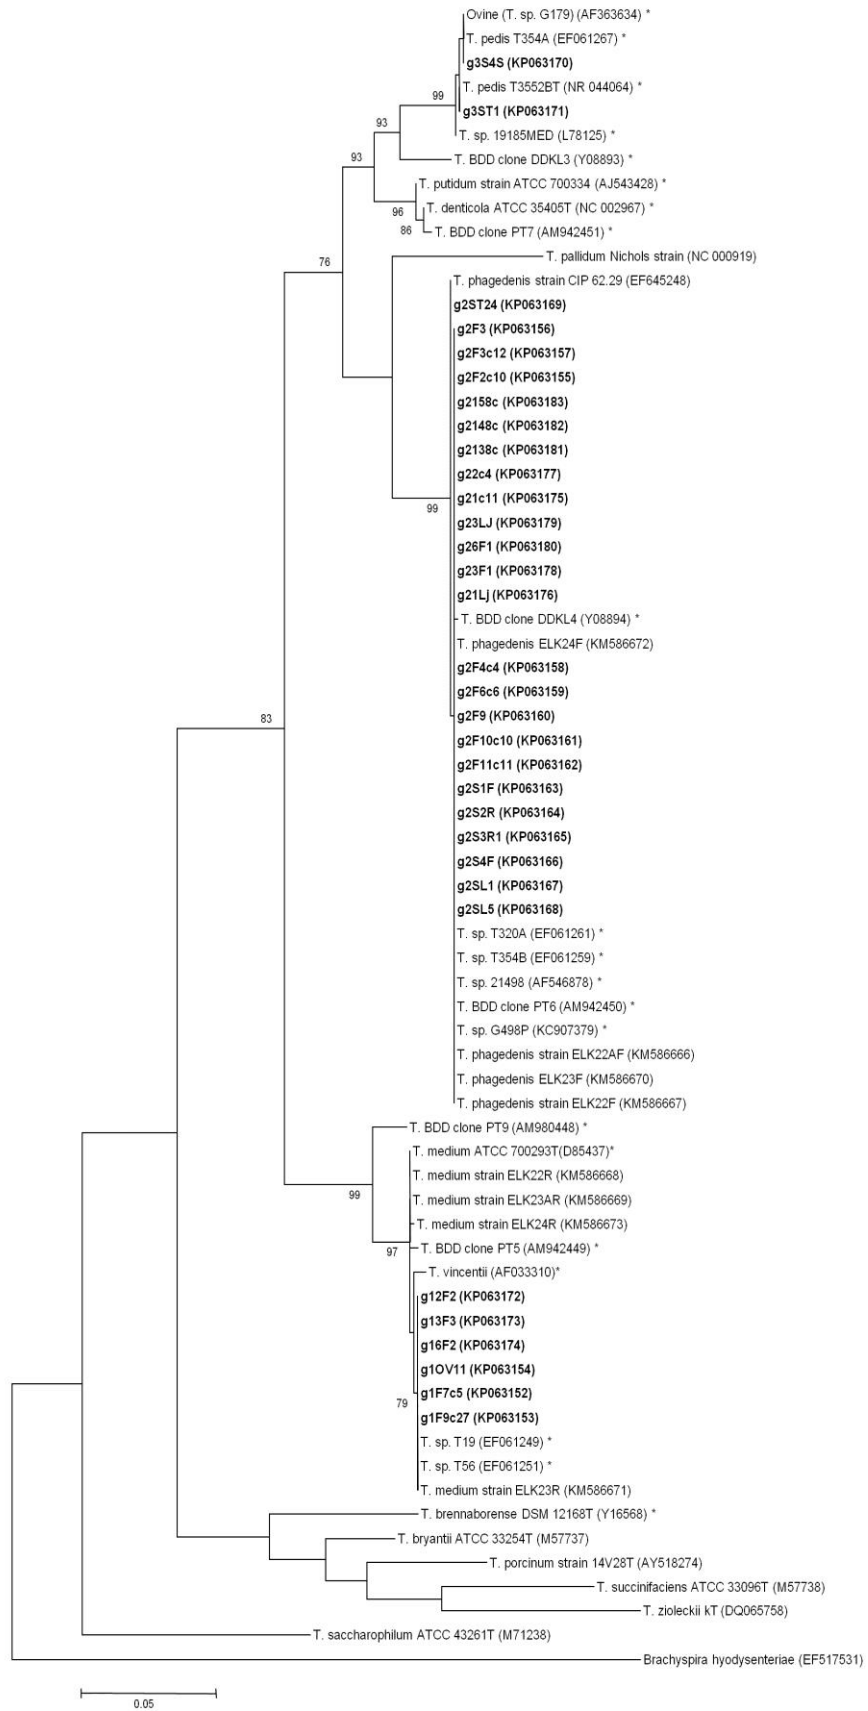 Ovine (T. sp. G179) (AF363634) *
T. pedis T354A (EF061267) *
g3S4S (KP063170)
T. pedis T3552BT (NR 044064) *
99
g3ST1 (KP063171)
93
T. sp. 19185MED (L78125) *
93
T. BDD clone DDKL3 (Y08893) *
T. putidum strain ATCC 700334 (AJ543428) *
96
T. denticola ATCC 35405T (NC 002967) *
86
T. BDD clone PT7 (AM942451) *
76
T. pallidum Nichols strain (NC 000919)
T. phagedenis strain CIP 62.29 (EF645248)
g2ST24 (KP063169)
g2F3 (KP063156)
g2F3c12 (KP063157)
g2F2c10 (KP063155)
g2158c (KP063183)
g2148c (KP063182)
g2138c (KP063181)
g22c4 (KP063177)
g21c11 (KP063175)
99
g23LJ (KP063179)
g26F1 (KP063180)
g23F1 (KP063178)
g21Lj (KP063176)
T. BDD clone DDKL4 (Y08894) *
T. phagedenis ELK24F (KM586672)
g2F4c4 (KP063158)
g2F6c6 (KP063159)
g2F9 (KP063160)
83
g2F10c10 (KP063161)
g2F11c11 (KP063162)
g2S1F (KP063163)
g2S2R (KP063164)
g2S3R1 (KP063165)
g2S4F (KP063166)
g2SL1 (KP063167)
g2SL5 (KP063168)
T. sp. T320A (EF061261) *
T. sp. T354B (EF061259) *
T. sp. 21498 (AF546878) *
T. BDD clone PT6 (AM942450) *
T. sp. G498P (KC907379) *
T. phagedenis strain ELK22AF (KM586666)
T. phagedenis ELK23F (KM586670)
T. phagedenis strain ELK22F (KM586667)
T. BDD clone PT9 (AM980448) *
T. medium ATCC 700293T(D85437)*
T. medium strain ELK22R (KM586668)
99
T. medium strain ELK23AR (KM586669)
T. medium strain ELK24R (KM586673)
97
T. BDD clone PT5 (AM942449) *
T. vincentii (AF033310)*
g12F2 (KP063172)
g13F3 (KP063173)
g16F2 (KP063174)
g1OV11 (KP063154)
g1F7c5 (KP063152)
79
g1F9c27 (KP063153)
T. sp. T19 (EF061249) *
T. sp. T56 (EF061251) *
T. medium strain ELK23R (KM586671)
T. brennaborense DSM 12168T (Y16568) *
T. bryantii ATCC 33254T (M57737)
T. porcinum strain 14V28T (AY518274)
T. succinifaciens ATCC 33096T (M57738)
T. zioleckii kT (DQ065758)
T. saccharophilum ATCC 43261T (M71238)
Brachyspira hyodysenteriae (EF517531)
0.05